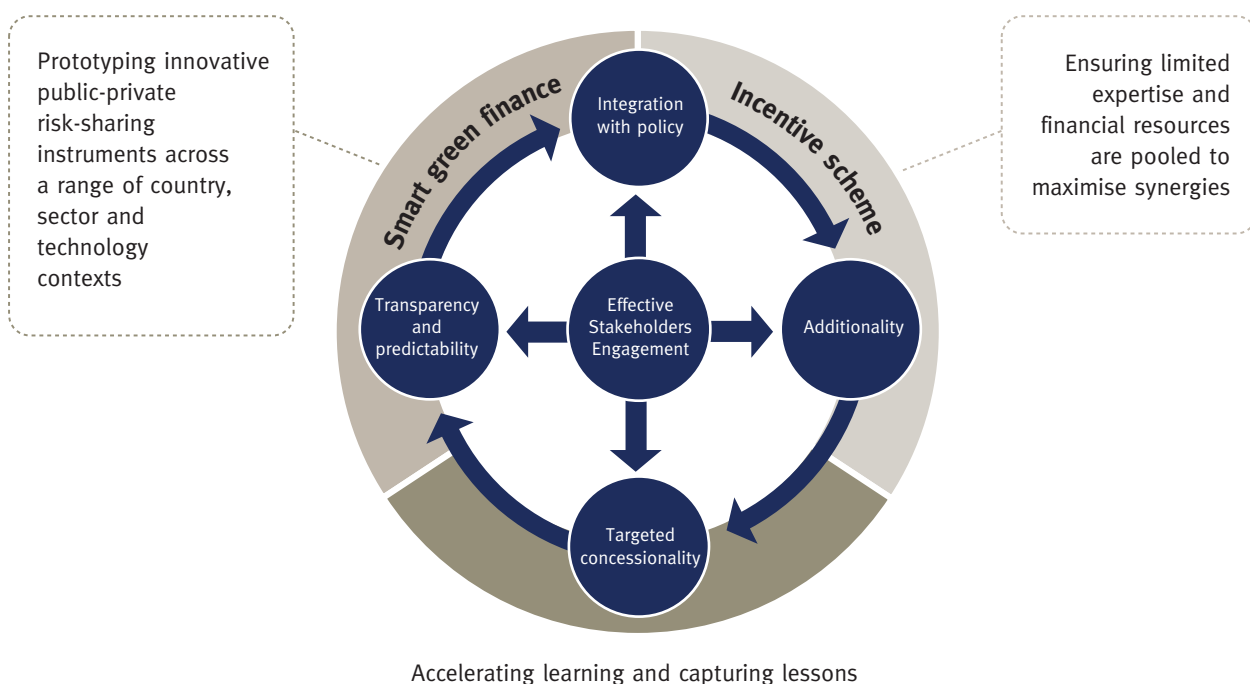 Prototyping innovative
public-private
risk-sharing
instruments across
a range of country,
sector and
technology
contexts
Smart green finance
Incentive scheme
Ensuring limited
expertise and
financial resources
are pooled to
maximise synergies
Integration
with policy
Transparency
and
predictability
Effective
Stakeholders
Engagement
Additionality
Targeted
concessionality
Accelerating learning and capturing lessons